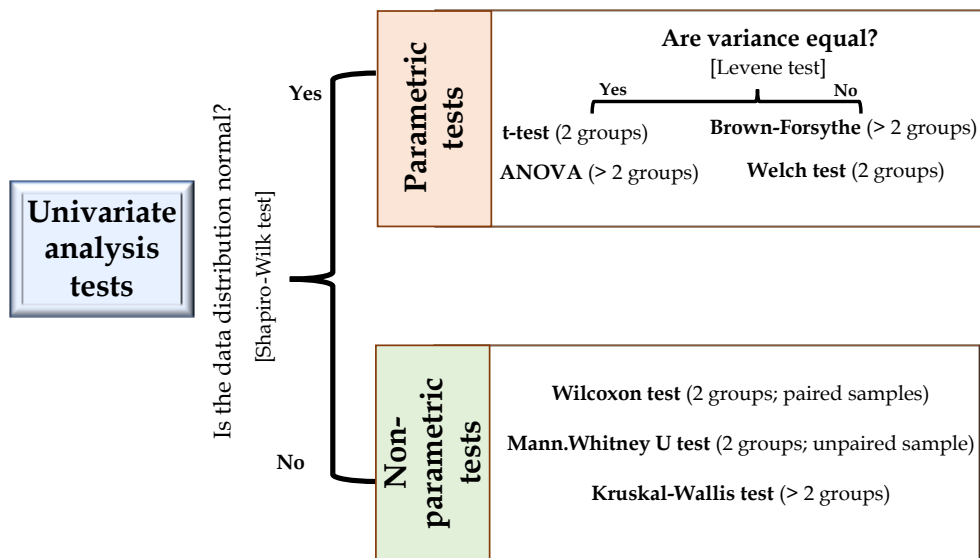 Univariate
analysis
tests
Is the data distribution normal?
[Shapiro-Wilk test]
Yes
Parametric
tests
Are variance equal?
[Levene test]
Yes
No
t-test (2 groups)
Brown-Forsythe (> 2 groups)
ANOVA (> 2 groups)
Welch test (2 groups)
No
Non-
parametric
tests
Wilcoxon test (2 groups; paired samples)
Mann.Whitney U test (2 groups; unpaired sample)
Kruskal-Wallis test (> 2 groups)